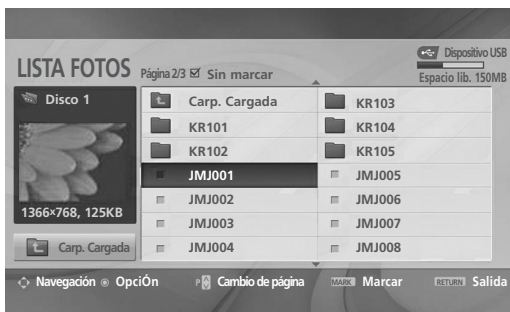 LISTA FOTOS
Página 2/3 Sin marcar
Dispositivo USB
Espacio lib. 150MB
Disco 1
1366×768, 125KB
Carp. Cargada
Carp. Cargada
KR101
KR102
JMJ001
JMJ002
JMJ003
JMJ004
KR103
KR104
KR105
JMJ005
JMJ006
JMJ007
JMJ008
Navegación OpciÓn P Cambio de página MARK Marcar RETURN Salida